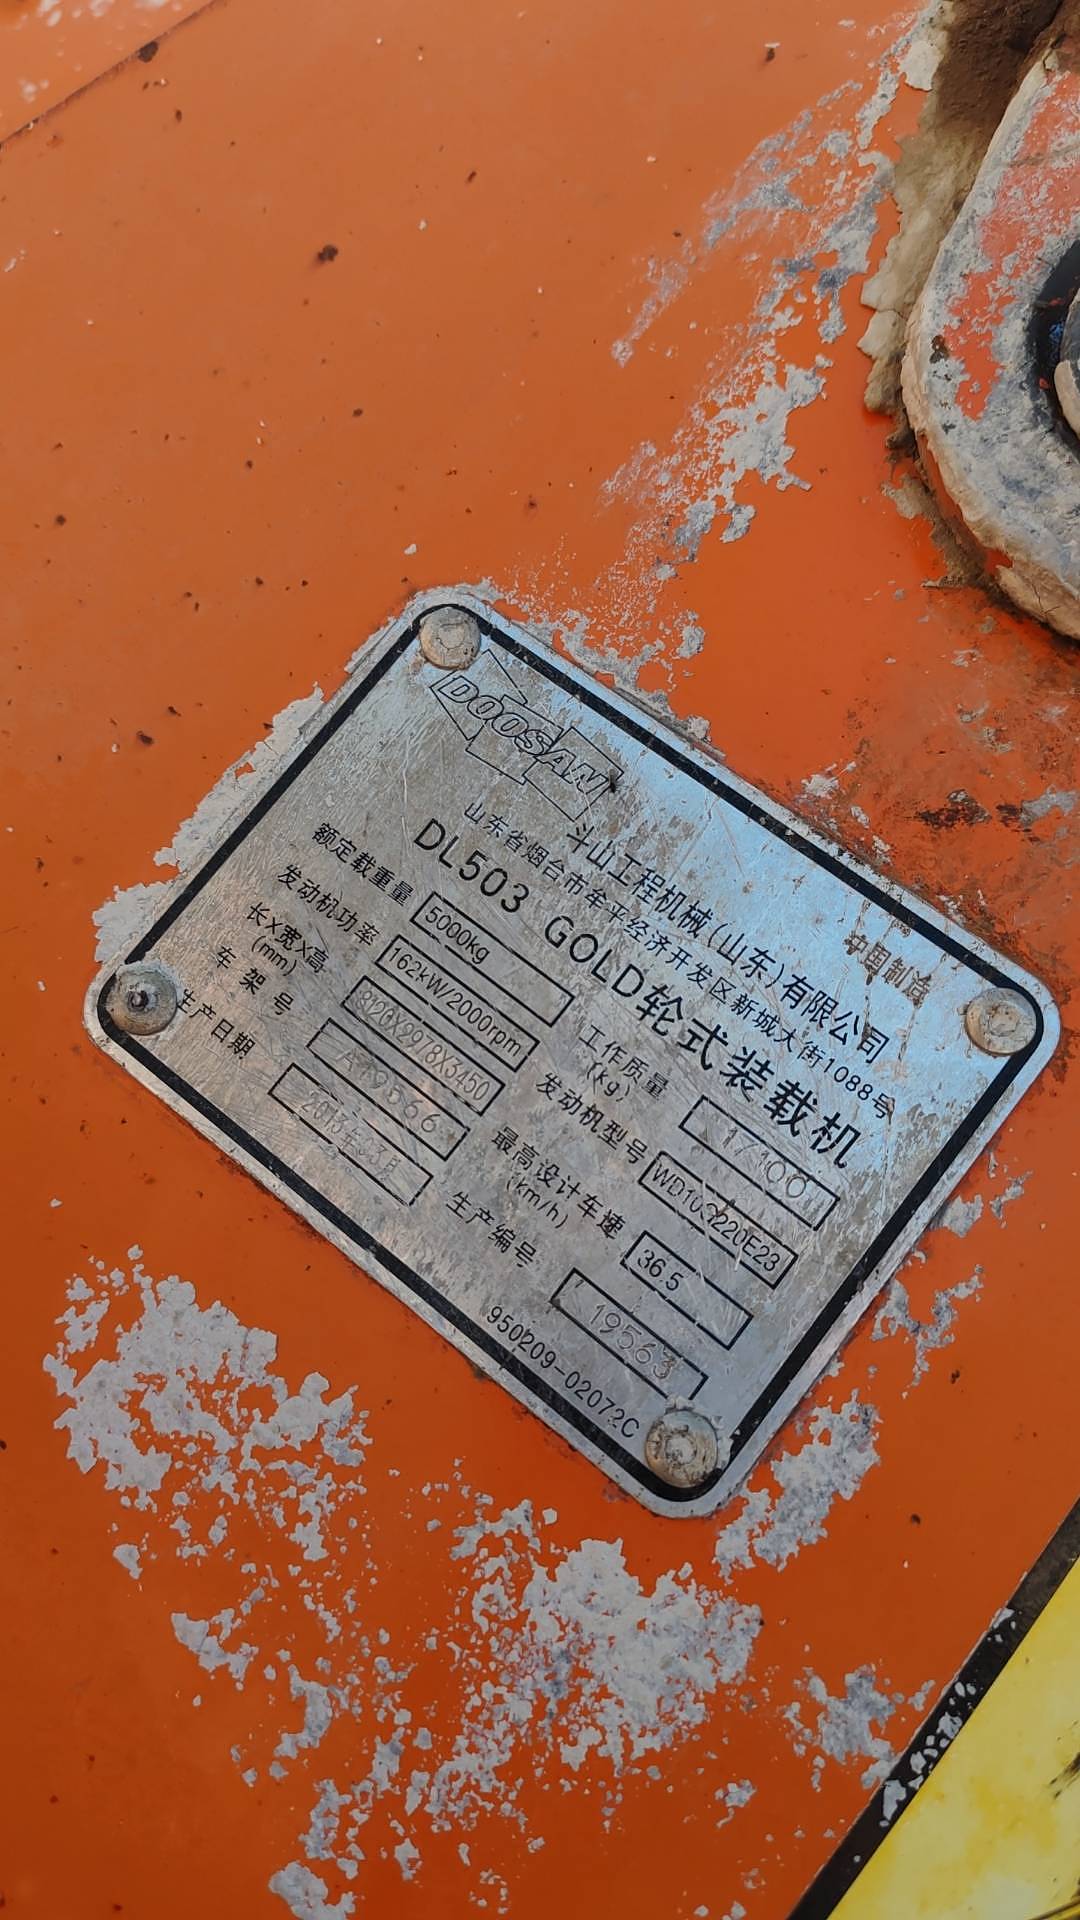 DOOSAN
斗山工程机械(山东)有限公司
山东省烟台市牟平经济开发区新城大街1088号
中国制造
DL503 GOLD轮式装载机
额定载重量 5000kg 工作质量(kg) 17100
发动机功率 162kW/2000rpm 发动机型号 WD10G220E23
长X宽X高(mm) 8120X2978X3450 最高设计车速(km/h) 36.5
车架号 生产编号 19563
生产日期
950209-02072C